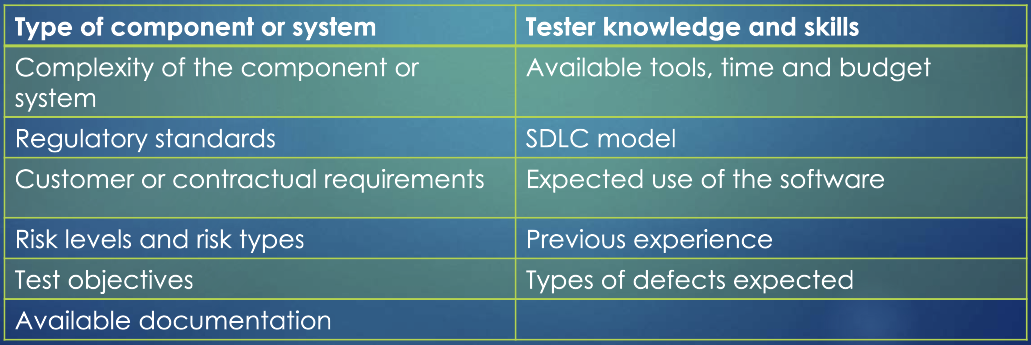 Type of component or system
Tester knowledge and skills
Complexity of the component or
system
Available tools, time and budget
Regulatory standards
SDLC model
Customer or contractual requirements
Expected use of the software
Risk levels and risk types
Previous experience
Test objectives
Types of defects expected
Available documentation